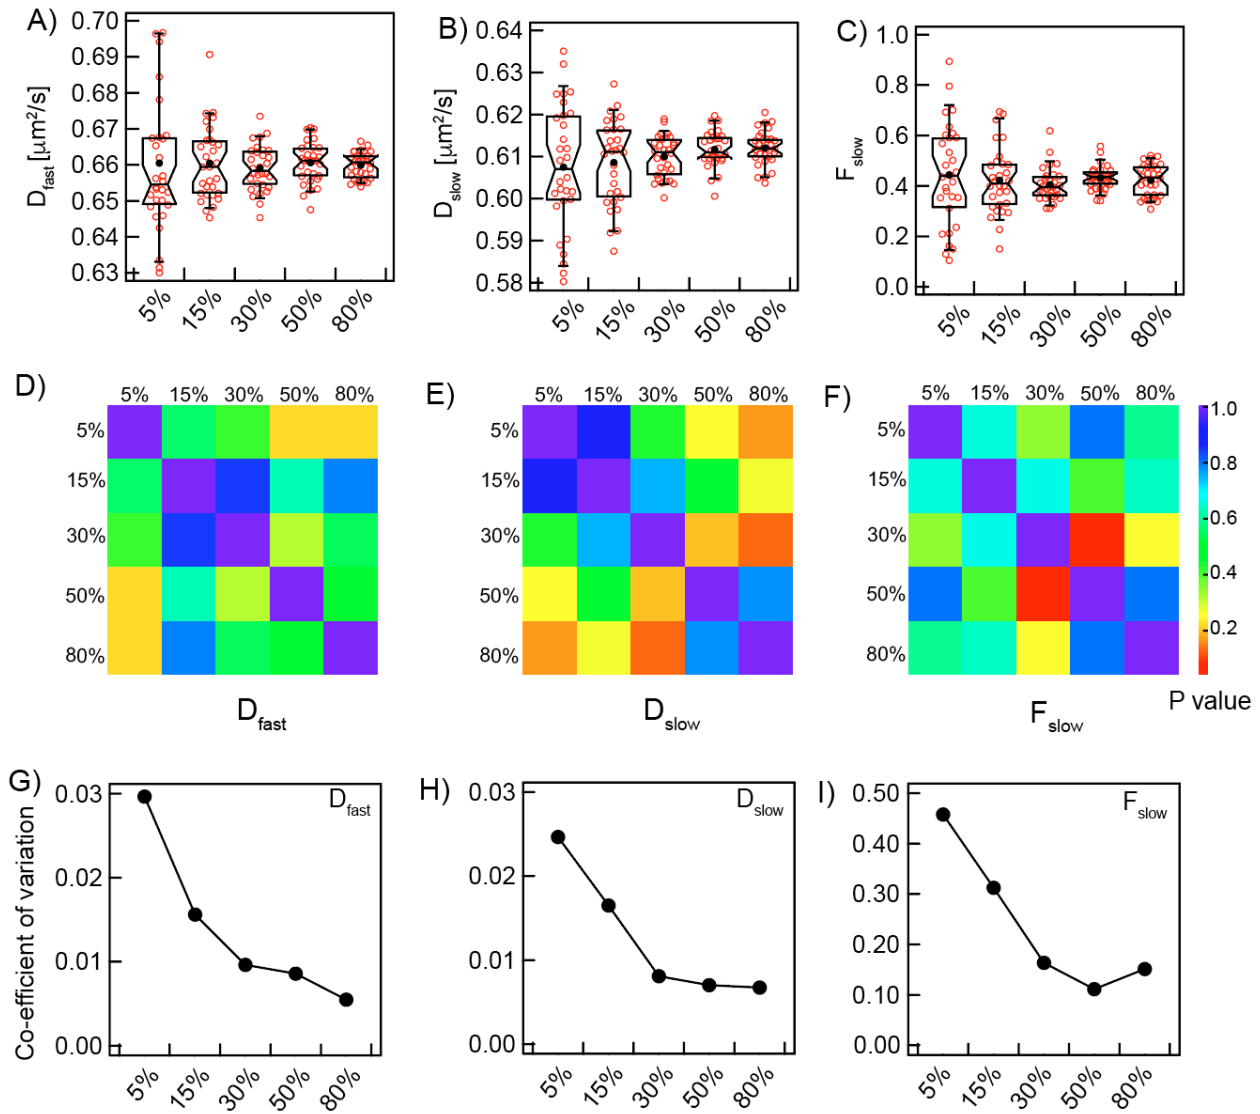 A)
D_fast [µm²/s]
0.70
0.69
0.68
0.67
0.66
0.65
0.64
0.63
5% 15% 30% 50% 80%
B)
D_slow [µm²/s]
0.64
0.63
0.62
0.61
0.60
0.59
0.58
5% 15% 30% 50% 80%
C)
F_slow
1.0
0.8
0.6
0.4
0.2
0.0
5% 15% 30% 50% 80%
D)
5% 15% 30% 50% 80%
5%
15%
30%
50%
80%
D_fast
E)
5% 15% 30% 50% 80%
5%
15%
30%
50%
80%
D_slow
F)
5% 15% 30% 50% 80%
5%
15%
30%
50%
80%
F_slow
1.0
0.8
0.6
0.4
0.2
P value
G)
Co-efficient of variation
D_fast
0.03
0.02
0.01
0.00
5% 15% 30% 50% 80%
H)
D_slow
0.03
0.02
0.01
0.00
5% 15% 30% 50% 80%
I)
F_slow
0.50
0.40
0.30
0.20
0.10
0.00
5% 15% 30% 50% 80%